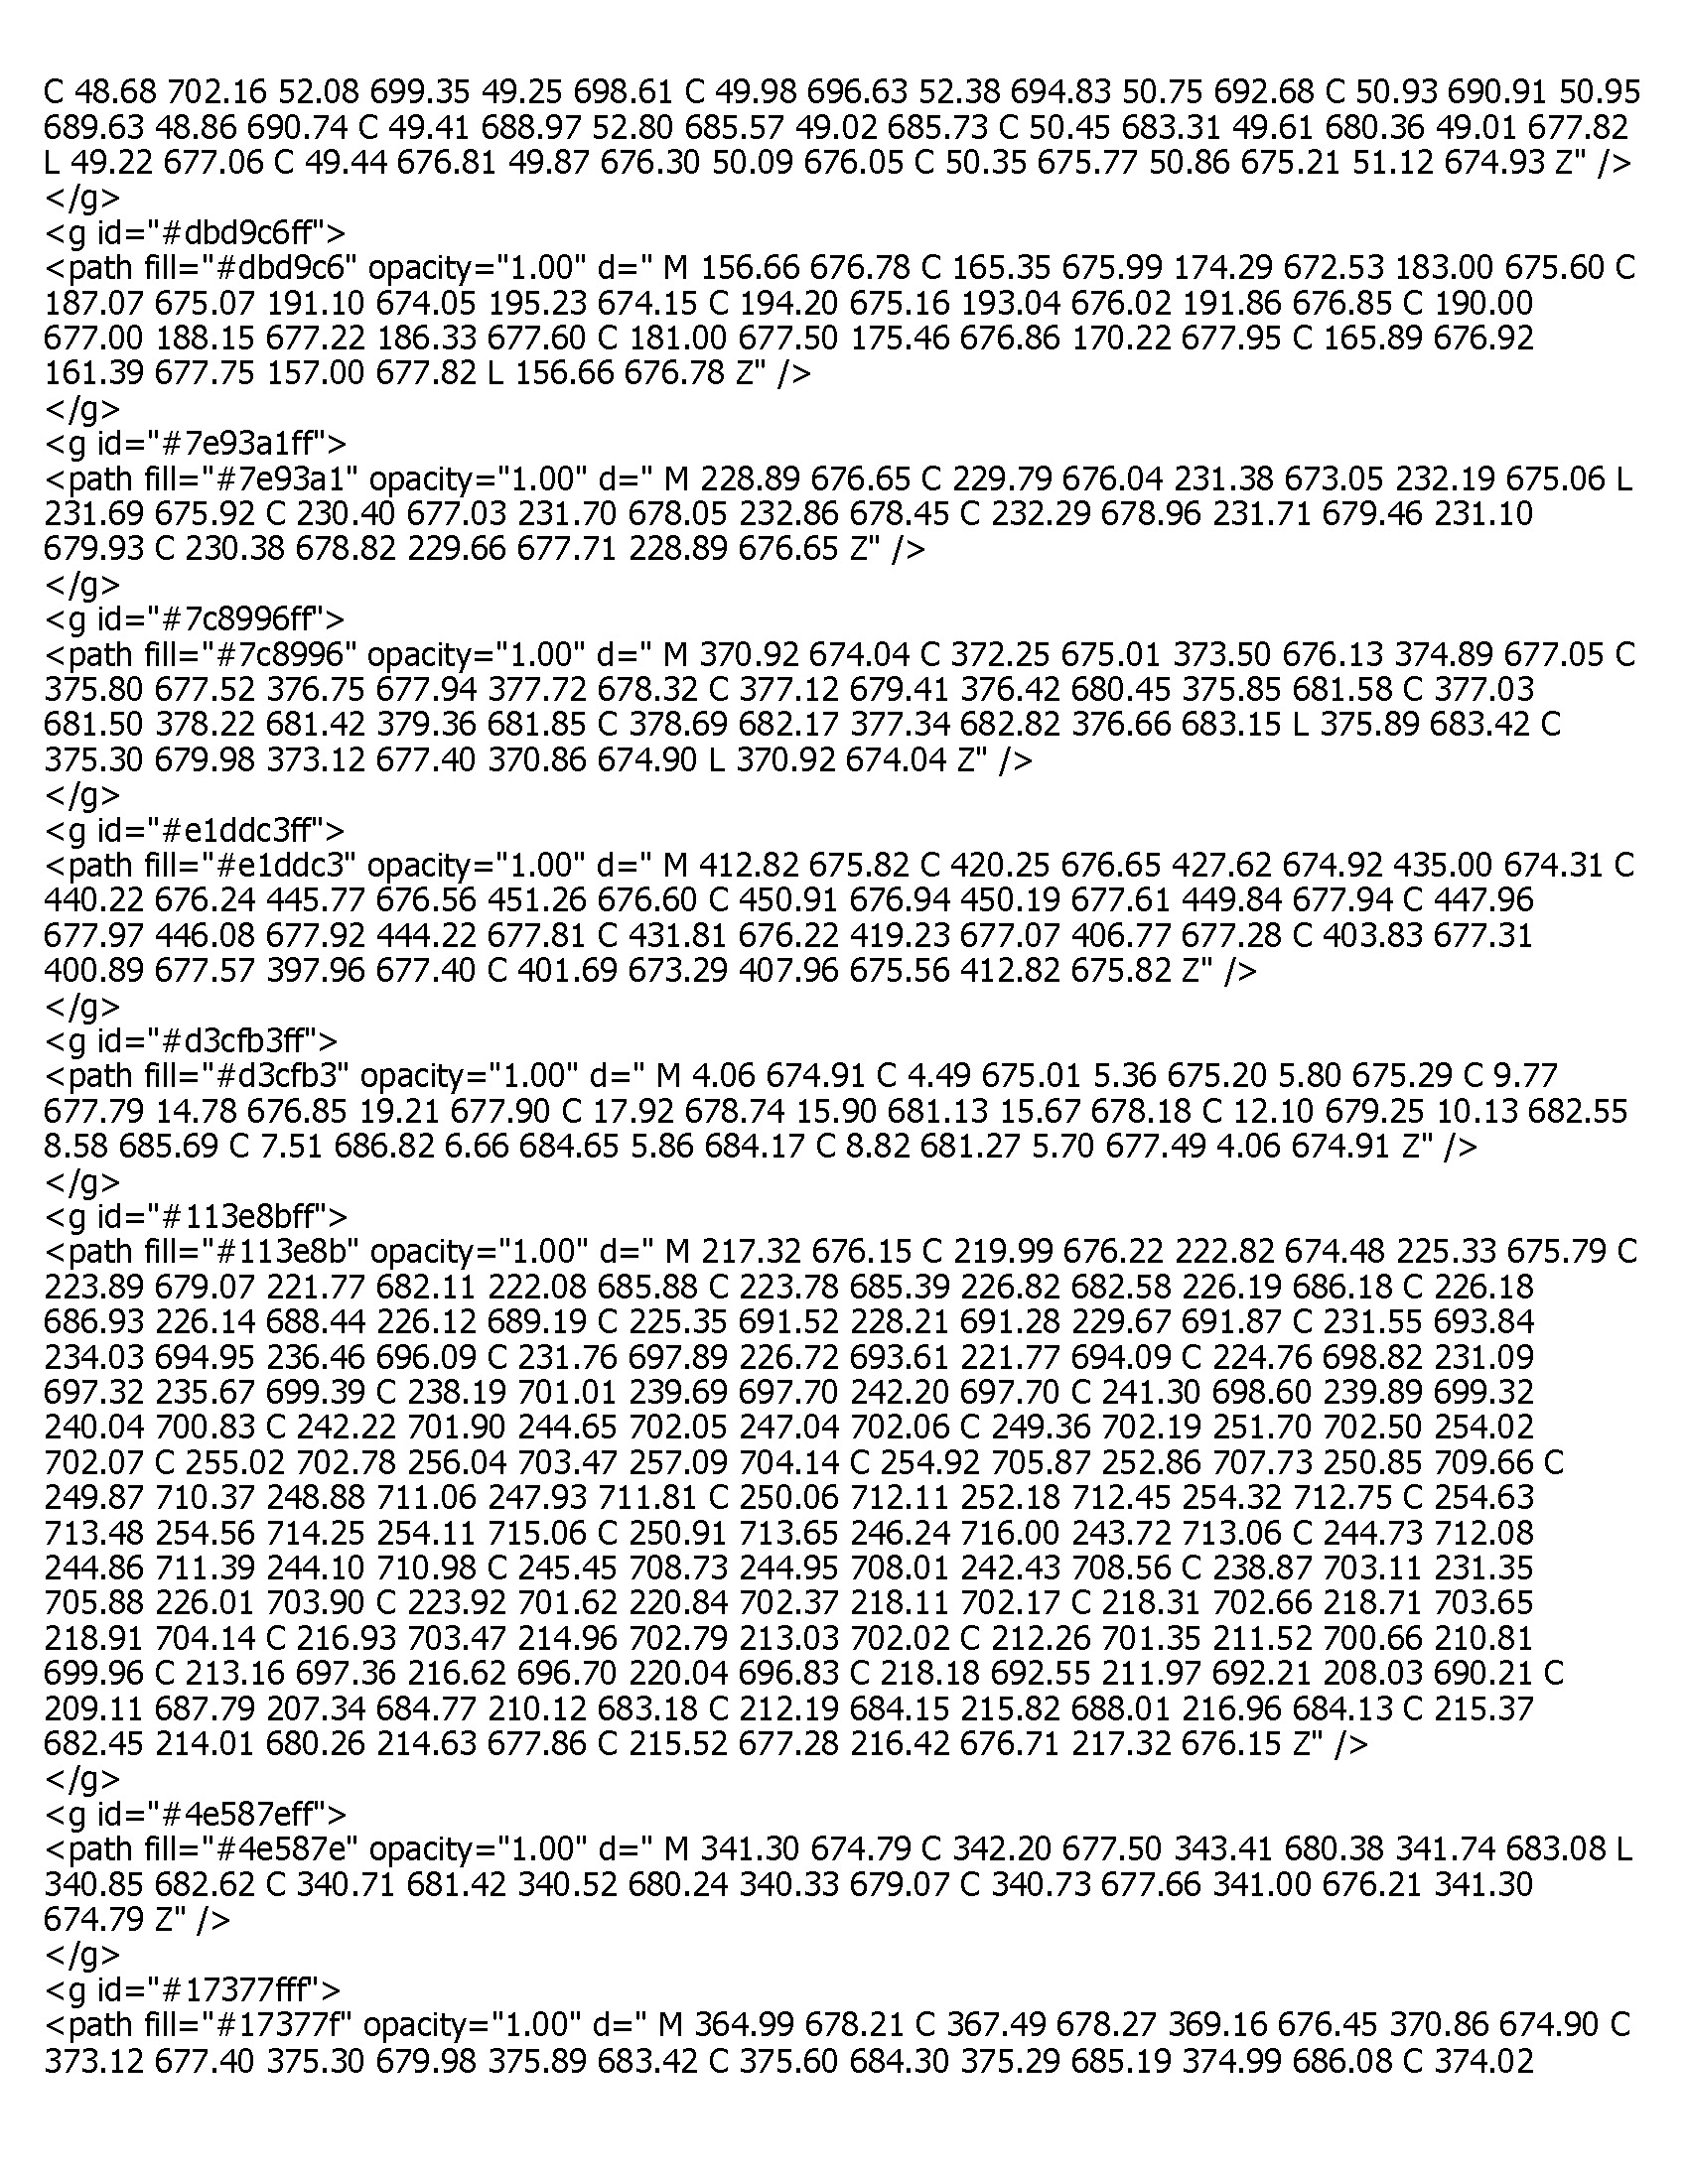 C 48.68 702.16 52.08 699.35 49.25 698.61 C 49.98 696.63 52.38 694.83 50.75 692.68 C 50.93 690.91 50.95
689.63 48.86 690.74 C 49.41 688.97 52.80 685.57 49.02 685.73 C 50.45 683.31 49.61 680.36 49.01 677.82
L 49.22 677.06 C 49.44 676.81 49.87 676.30 50.09 676.05 C 50.35 675.77 50.86 675.21 51.12 674.93 Z" />
</g>
<g id="#dbd9c6ff">
<path fill="#dbd9c6" opacity="1.00" d=" M 156.66 676.78 C 165.35 675.99 174.29 672.53 183.00 675.60 C
187.07 675.07 191.10 674.05 195.23 674.15 C 194.20 675.16 193.04 676.02 191.86 676.85 C 190.00
677.00 188.15 677.22 186.33 677.60 C 181.00 677.50 175.46 676.86 170.22 677.95 C 165.89 676.92
161.39 677.75 157.00 677.82 L 156.66 676.78 Z" />
</g>
<g id="#7e93a1ff">
<path fill="#7e93a1" opacity="1.00" d=" M 228.89 676.65 C 229.79 676.04 231.38 673.05 232.19 675.06 L
231.69 675.92 C 230.40 677.03 231.70 678.05 232.86 678.45 C 232.29 678.96 231.71 679.46 231.10
679.93 C 230.38 678.82 229.66 677.71 228.89 676.65 Z" />
</g>
<g id="#7c8996ff">
<path fill="#7c8996" opacity="1.00" d=" M 370.92 674.04 C 372.25 675.01 373.50 676.13 374.89 677.05 C
375.80 677.52 376.75 677.94 377.72 678.32 C 377.12 679.41 376.42 680.45 375.85 681.58 C 377.03
681.50 378.22 681.42 379.36 681.85 C 378.69 682.17 377.34 682.82 376.66 683.15 L 375.89 683.42 C
375.30 679.98 373.12 677.40 370.86 674.90 L 370.92 674.04 Z" />
</g>
<g id="#e1ddc3ff">
<path fill="#e1ddc3" opacity="1.00" d=" M 412.82 675.82 C 420.25 676.65 427.62 674.92 435.00 674.31 C
440.22 676.24 445.77 676.56 451.26 676.60 C 450.91 676.94 450.19 677.61 449.84 677.94 C 447.96
677.97 446.08 677.92 444.22 677.81 C 431.81 676.22 419.23 677.07 406.77 677.28 C 403.83 677.31
400.89 677.57 397.96 677.40 C 401.69 673.29 407.96 675.56 412.82 675.82 Z" />
</g>
<g id="#d3cfb3ff">
<path fill="#d3cfb3" opacity="1.00" d=" M 4.06 674.91 C 4.49 675.01 5.36 675.20 5.80 675.29 C 9.77
677.79 14.78 676.85 19.21 677.90 C 17.92 678.74 15.90 681.13 15.67 678.18 C 12.10 679.25 10.13 682.55
8.58 685.69 C 7.51 686.82 6.66 684.65 5.86 684.17 C 8.82 681.27 5.70 677.49 4.06 674.91 Z" />
</g>
<g id="#113e8bff">
<path fill="#113e8b" opacity="1.00" d=" M 217.32 676.15 C 219.99 676.22 222.82 674.48 225.33 675.79 C
223.89 679.07 221.77 682.11 222.08 685.88 C 223.78 685.39 226.82 682.58 226.19 686.18 C 226.18
686.93 226.14 688.44 226.12 689.19 C 225.35 691.52 228.21 691.28 229.67 691.87 C 231.55 693.84
234.03 694.95 236.46 696.09 C 231.76 697.89 226.72 693.61 221.77 694.09 C 224.76 698.82 231.09
697.32 235.67 699.39 C 238.19 701.01 239.69 697.70 242.20 697.70 C 241.30 698.60 239.89 699.32
240.04 700.83 C 242.22 701.90 244.65 702.05 247.04 702.06 C 249.36 702.19 251.70 702.50 254.02
702.07 C 255.02 702.78 256.04 703.47 257.09 704.14 C 254.92 705.87 252.86 707.73 250.85 709.66 C
249.87 710.37 248.88 711.06 247.93 711.81 C 250.06 712.11 252.18 712.45 254.32 712.75 C 254.63
713.48 254.56 714.25 254.11 715.06 C 250.91 713.65 246.24 716.00 243.72 713.06 C 244.73 712.08
244.86 711.39 244.10 710.98 C 245.45 708.73 244.95 708.01 242.43 708.56 C 238.87 703.11 231.35
705.88 226.01 703.90 C 223.92 701.62 220.84 702.37 218.11 702.17 C 218.31 702.66 218.71 703.65
218.91 704.14 C 216.93 703.47 214.96 702.79 213.03 702.02 C 212.26 701.35 211.52 700.66 210.81
699.96 C 213.16 697.36 216.62 696.70 220.04 696.83 C 218.18 692.55 211.97 692.21 208.03 690.21 C
209.11 687.79 207.34 684.77 210.12 683.18 C 212.19 684.15 215.82 688.01 216.96 684.13 C 215.37
682.45 214.01 680.26 214.63 677.86 C 215.52 677.28 216.42 676.71 217.32 676.15 Z" />
</g>
<g id="#4e587eff">
<path fill="#4e587e" opacity="1.00" d=" M 341.30 674.79 C 342.20 677.50 343.41 680.38 341.74 683.08 L
340.85 682.62 C 340.71 681.42 340.52 680.24 340.33 679.07 C 340.73 677.66 341.00 676.21 341.30
674.79 Z" />
</g>
<g id="#17377fff">
<path fill="#17377f" opacity="1.00" d=" M 364.99 678.21 C 367.49 678.27 369.16 676.45 370.86 674.90 C
373.12 677.40 375.30 679.98 375.89 683.42 C 375.60 684.30 375.29 685.19 374.99 686.08 C 374.02